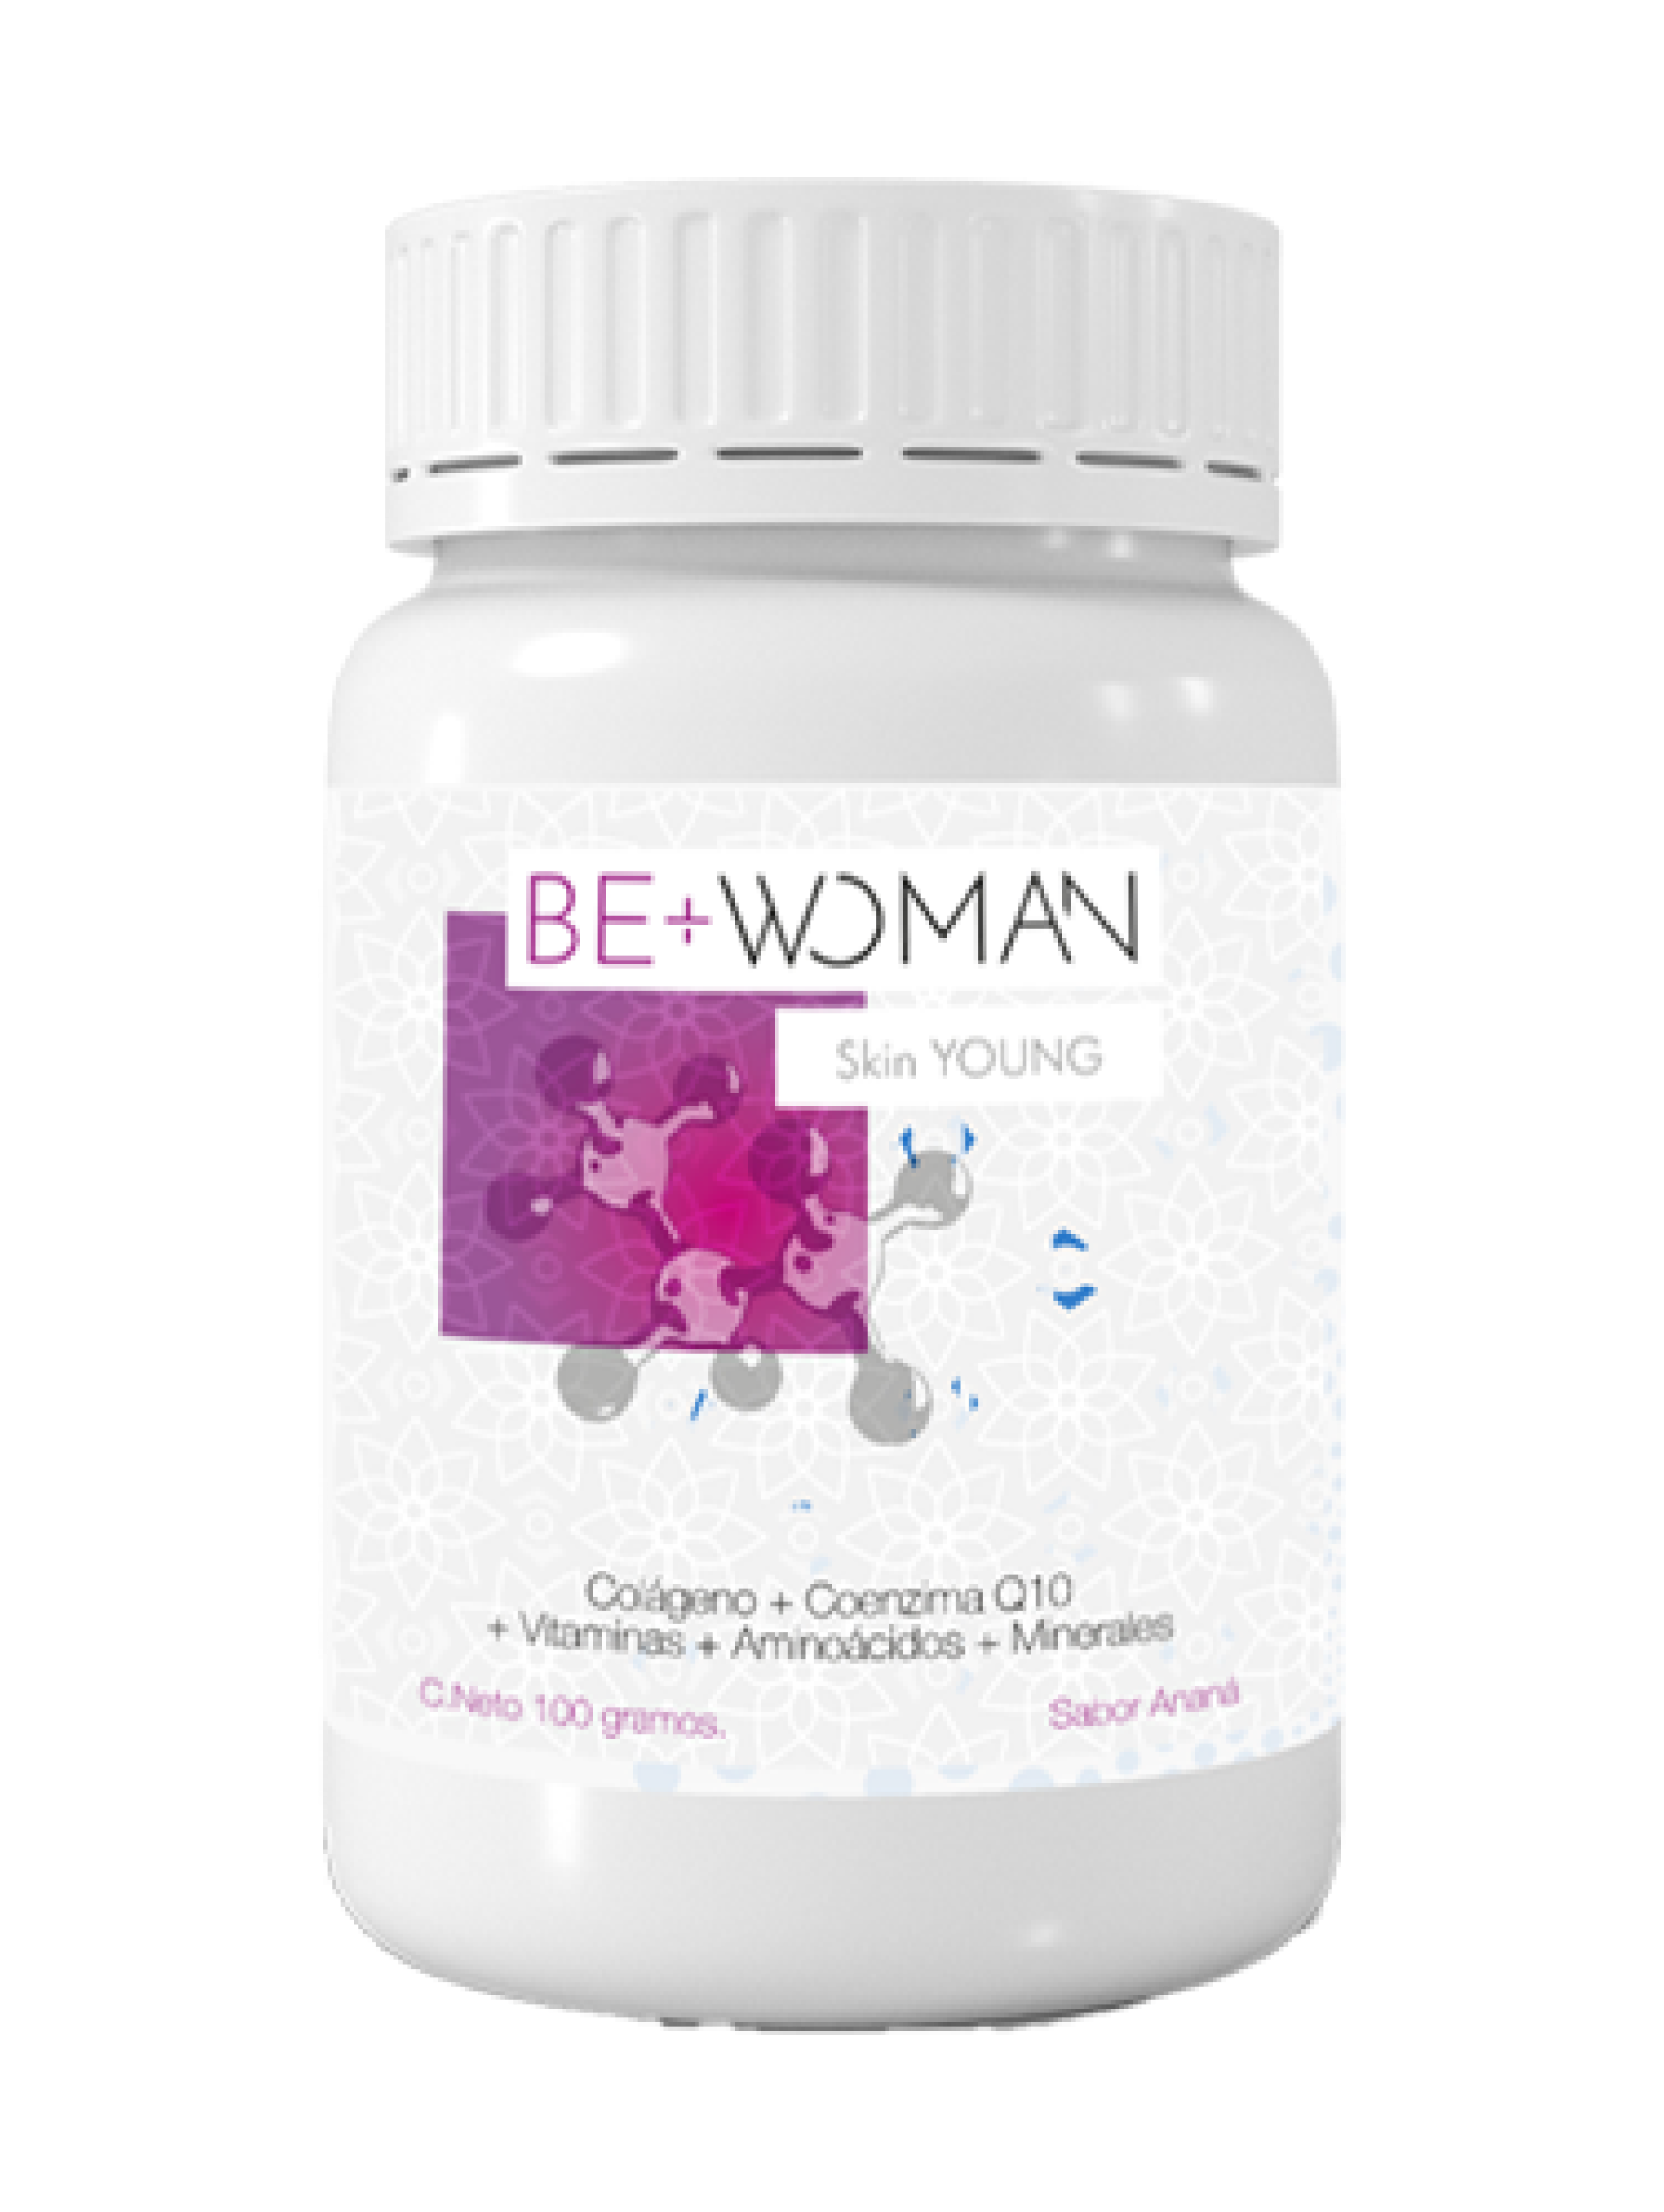 BE+WOMAN
Skin YOUNG
Colágeno + Coenzima Q10
+ Vitaminas + Aminoácidos + Minerales
C.Neto 100 gramos.
Sabor Ananá